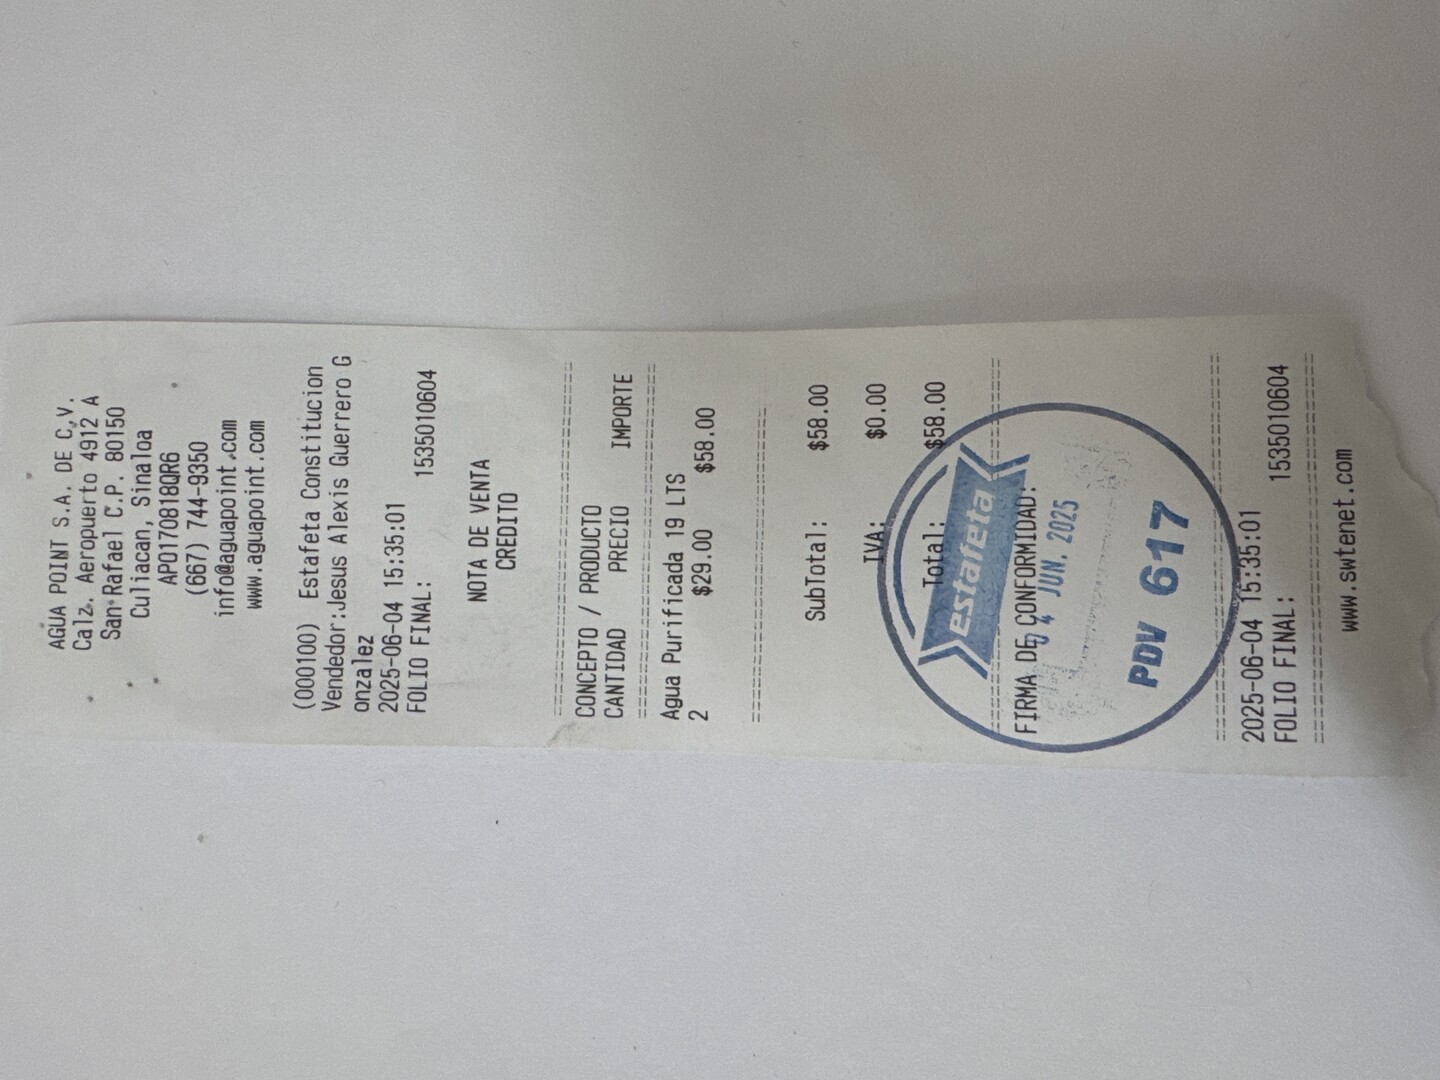 AGUA POINT S.A. DE C.V.
Calz. Aeropuerto 4912 A
San Rafael C.P. 80150
Culiacan, Sinaloa
APO170818QR6
(667) 744-9350
info@aguapoint.com
www.aguapoint.com
(000100) Estafeta Constitucion
Vendedor:Jesus Alexis Guerrero G
onzalez
2025-06-04 15:35:01
FOLIO FINAL: 1535010604
NOTA DE VENTA
CREDITO
CONCEPTO / PRODUCTO
CANTIDAD PRECIO IMPORTE
Agua Purificada 19 LTS
2 $29.00 $58.00
SubTotal: $58.00
IVA: $0.00
Total: $58.00
estafeta
FIRMA DE CONFORMIDAD:
04 JUN. 2025
PDV 617
2025-06-04 15:35:01
FOLIO FINAL: 1535010604
www.swtenet.com